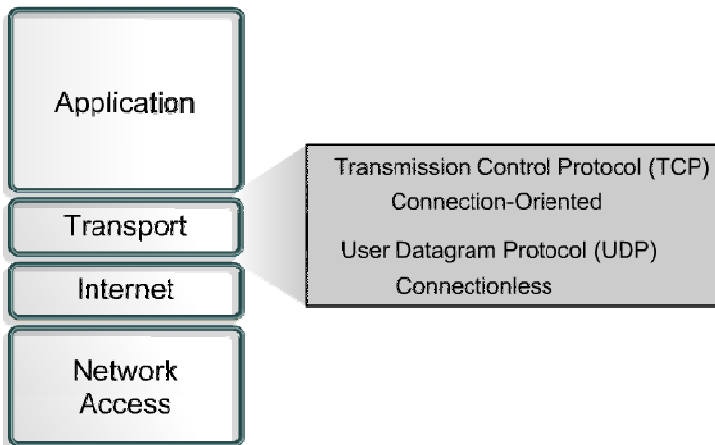 Application
Transport
Internet
Network
Access
Transmission Control Protocol (TCP)
Connection-Oriented
User Datagram Protocol (UDP)
Connectionless